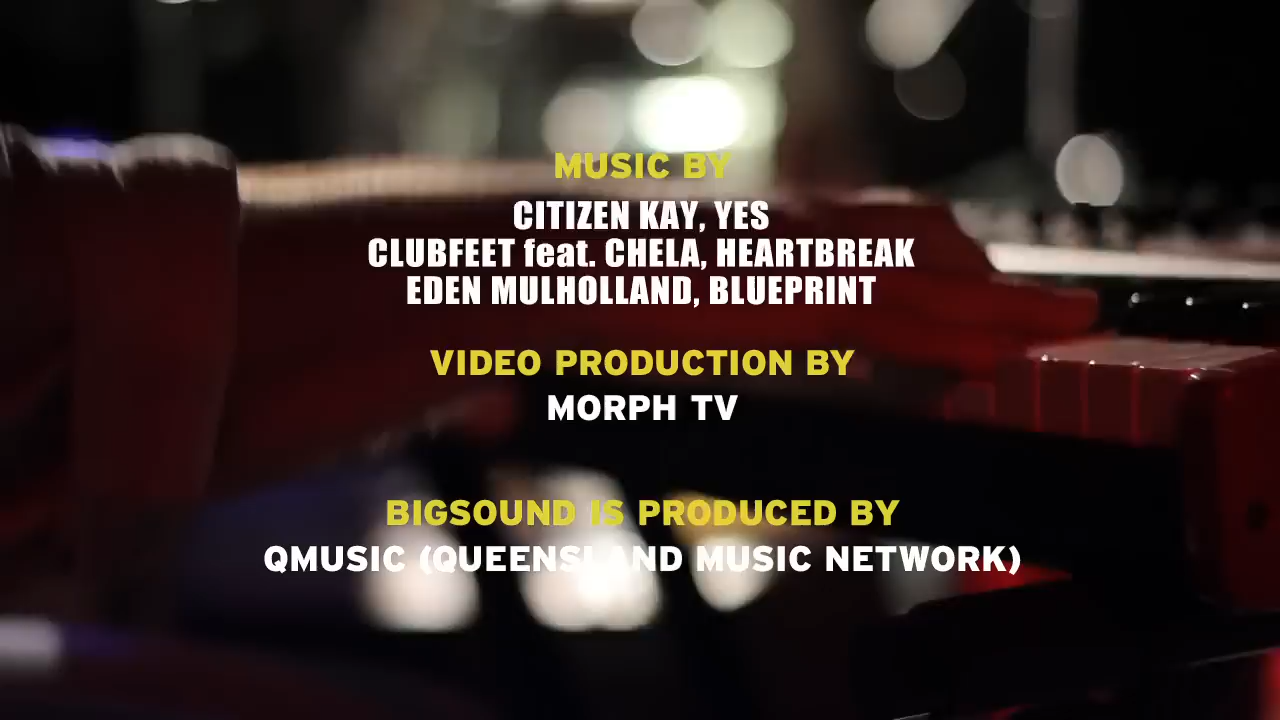 MUSIC BY
CITIZEN KAY, YES
CLUBFEET feat. CHELA, HEARTBREAK
EDEN MULHOLLAND, BLUEPRINT
VIDEO PRODUCTION BY
MORPH TV
BIGSOUND IS PRODUCED BY
QMUSIC (QUEENSLAND MUSIC NETWORK)